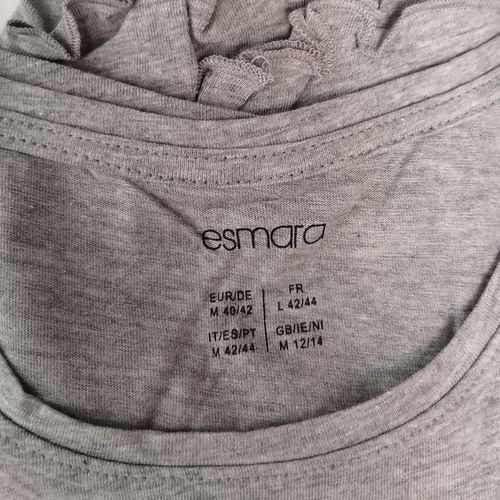 esmara
EUR/DE
M 40/42
FR
L 42/44
IT/ES/PT
M 42/44
GB/IE/NI
M 12/14